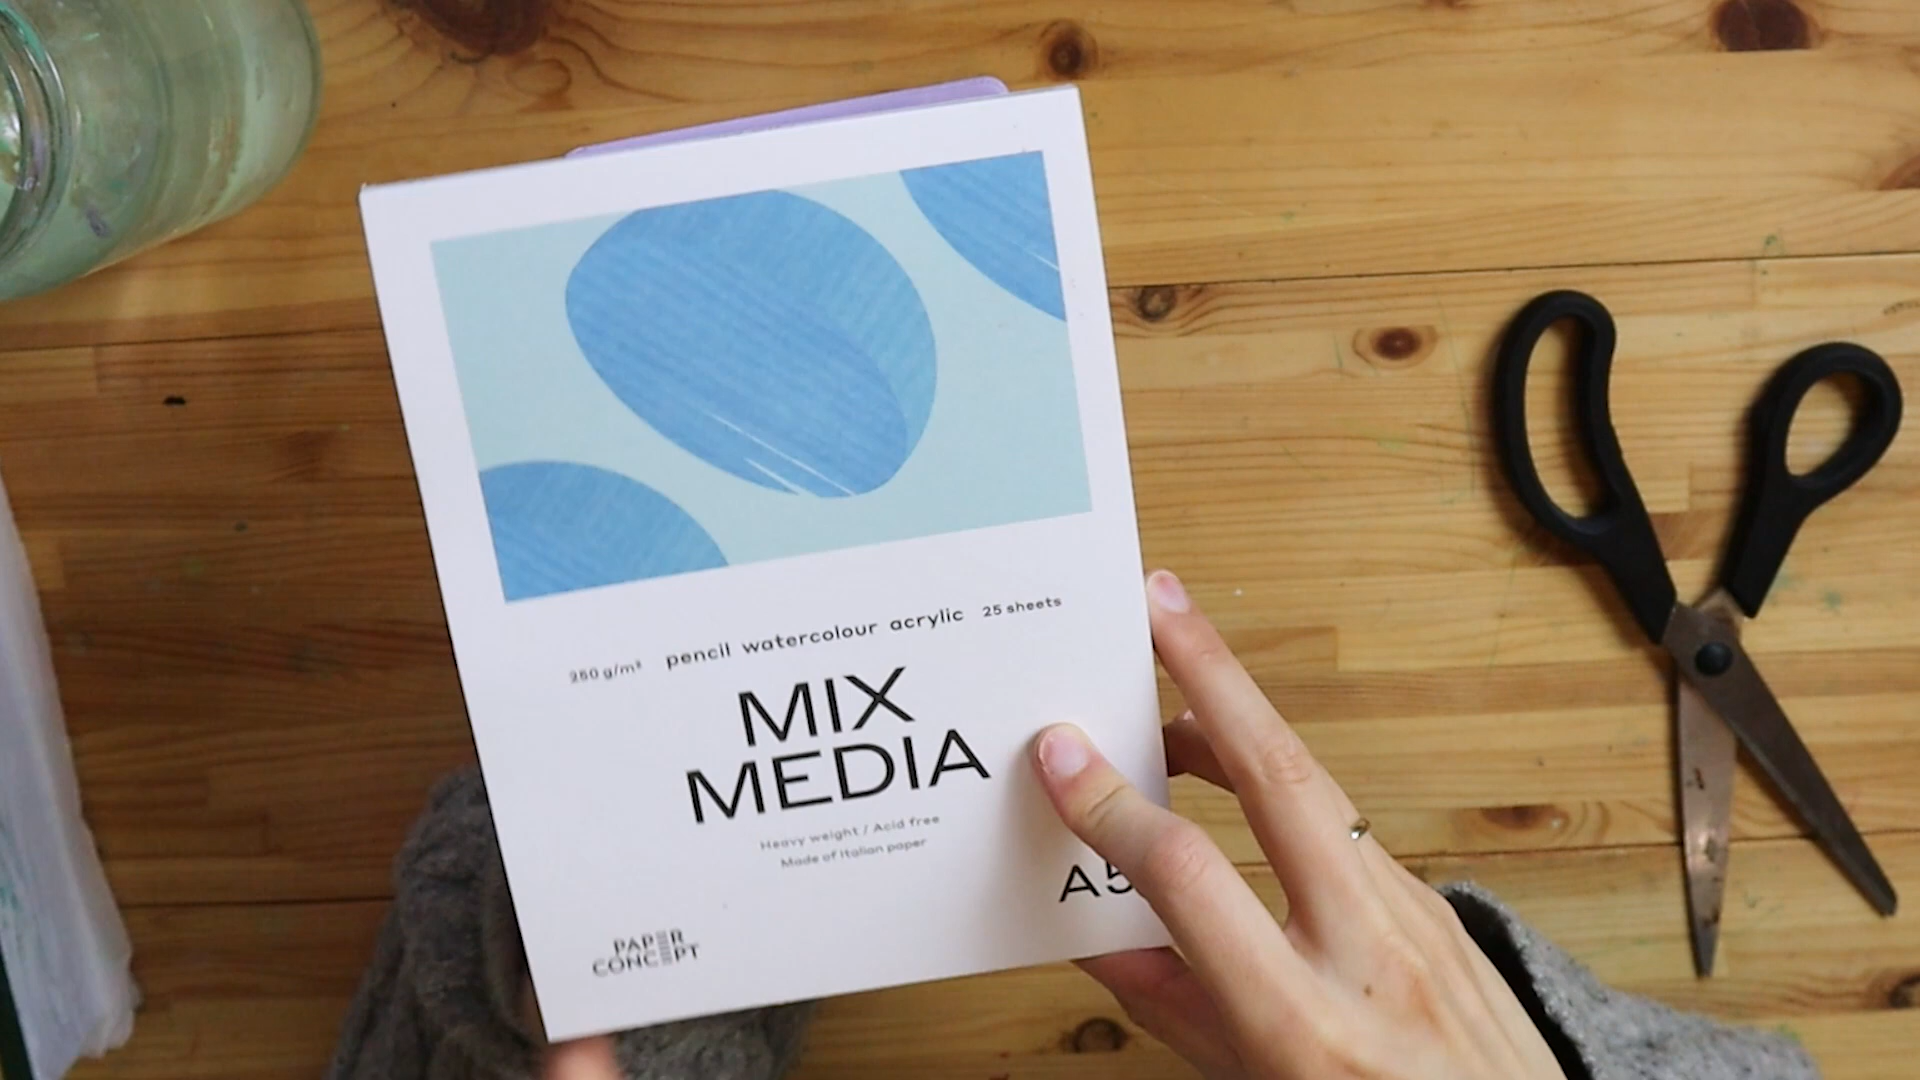 250 g/m² pencil watercolour acrylic 25 sheets
MIX
MEDIA
Heavy weight / Acid free
Made of Italian paper
A5
PAPER
CONCEPT